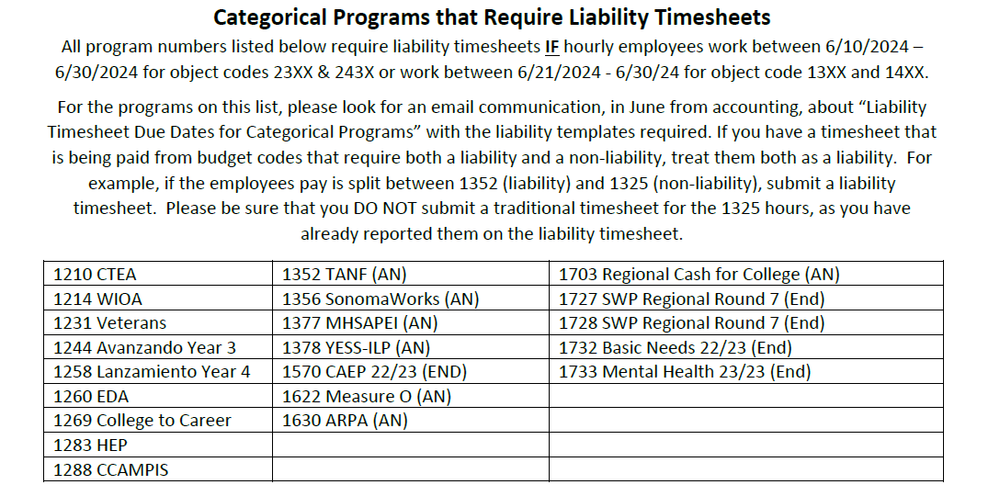 Categorical Programs that Require Liability Timesheets
All program numbers listed below require liability timesheets IF hourly employees work between 6/10/2024 –
6/30/2024 for object codes 23XX & 243X or work between 6/21/2024 - 6/30/24 for object code 13XX and 14XX.
For the programs on this list, please look for an email communication, in June from accounting, about “Liability
Timesheet Due Dates for Categorical Programs” with the liability templates required. If you have a timesheet that
is being paid from budget codes that require both a liability and a non-liability, treat them both as a liability.  For
example, if the employees pay is split between 1352 (liability) and 1325 (non-liability), submit a liability
timesheet.  Please be sure that you DO NOT submit a traditional timesheet for the 1325 hours, as you have
already reported them on the liability timesheet.
1210 CTEA 1352 TANF (AN) 1703 Regional Cash for College (AN)
1214 WIOA 1356 SonomaWorks (AN) 1727 SWP Regional Round 7 (End)
1231 Veterans 1377 MHSAPEI (AN) 1728 SWP Regional Round 7 (End)
1244 Avanzando Year 3 1378 YESS-ILP (AN) 1732 Basic Needs 22/23 (End)
1258 Lanzamiento Year 4 1570 CAEP 22/23 (END) 1733 Mental Health 23/23 (End)
1260 EDA 1622 Measure O (AN)
1269 College to Career 1630 ARPA (AN)
1283 HEP
1288 CCAMPIS